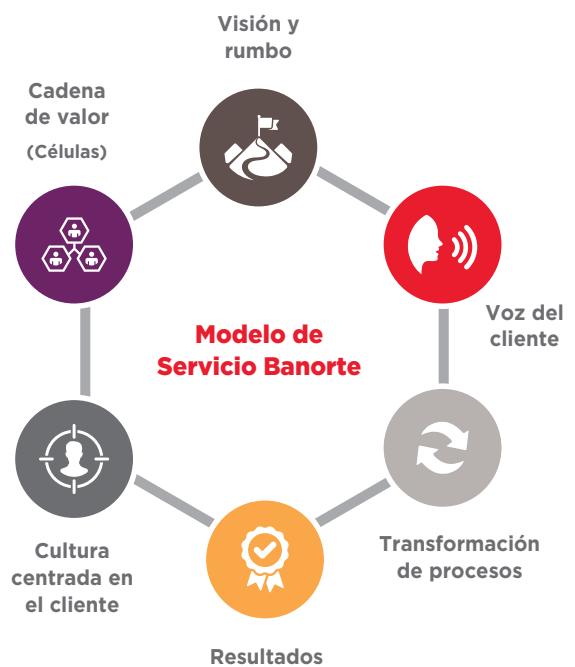 Visión y
rumbo
Cadena
de valor
(Células)
Voz del
cliente
Modelo de
Servicio Banorte
Transformación
de procesos
Cultura
centrada en
el cliente
Resultados